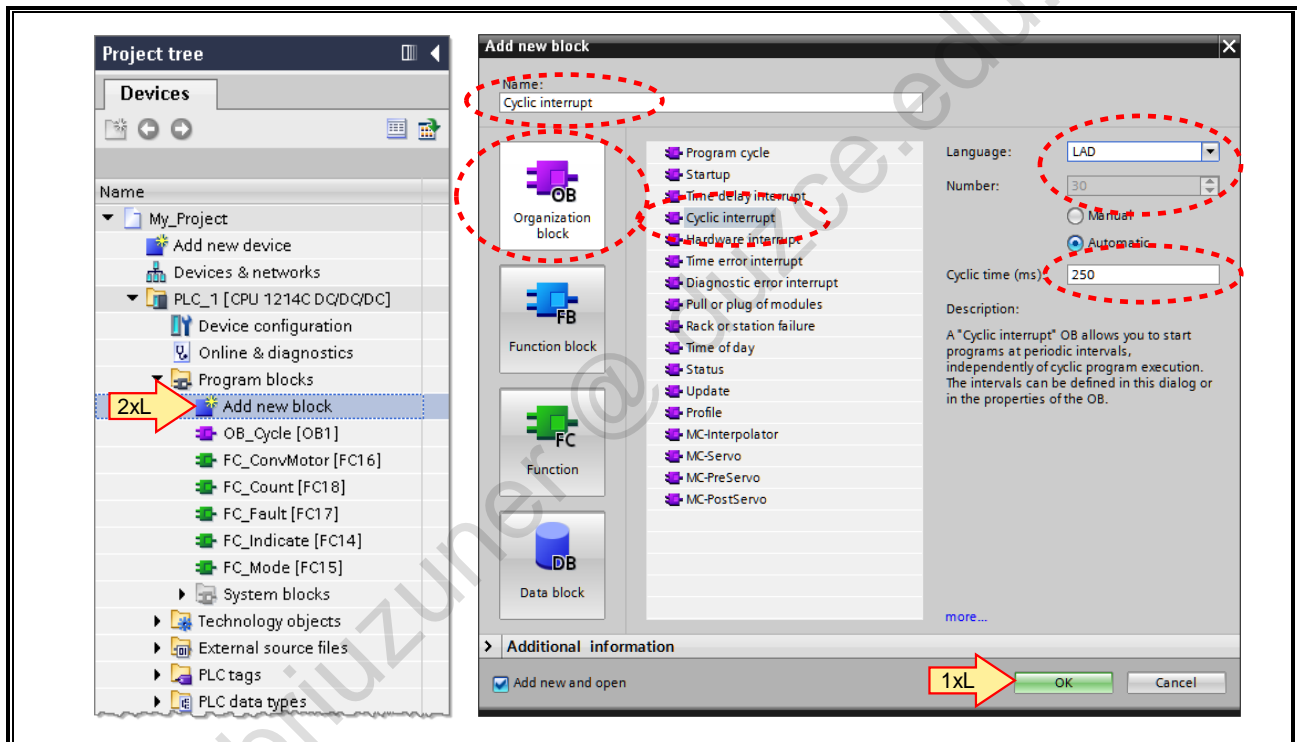 Project tree
Devices
Name
My_Project
Add new device
Devices & networks
PLC_1 [CPU 1214C DC/DC/DC]
Device configuration
Online & diagnostics
Program blocks
2xL
Add new block
OB_Cycle [OB1]
FC_ConvMotor [FC16]
FC_Count [FC18]
FC_Fault [FC17]
FC_Indicate [FC14]
FC_Mode [FC15]
System blocks
Technology objects
External source files
PLC tags
PLC data types
Add new block
Name:
Cyclic interrupt
OB
Organization
block
FB
Function block
FC
Function
DB
Data block
Program cycle
Startup
Time delay interrupt
Cyclic interrupt
Hardware interrupt
Time error interrupt
Diagnostic error interrupt
Pull or plug of modules
Rack or station failure
Time of day
Status
Update
Profile
MC-Interpolator
MC-Servo
MC-PreServo
MC-PostServo
Language: LAD
Number: 30
Manual
Automatic
Cyclic time (ms): 250
Description:
A "Cyclic interrupt" OB allows you to start
programs at periodic intervals,
independently of cyclic program execution.
The intervals can be defined in this dialog or
in the properties of the OB.
more...
Additional information
Add new and open
1xL
OK Cancel